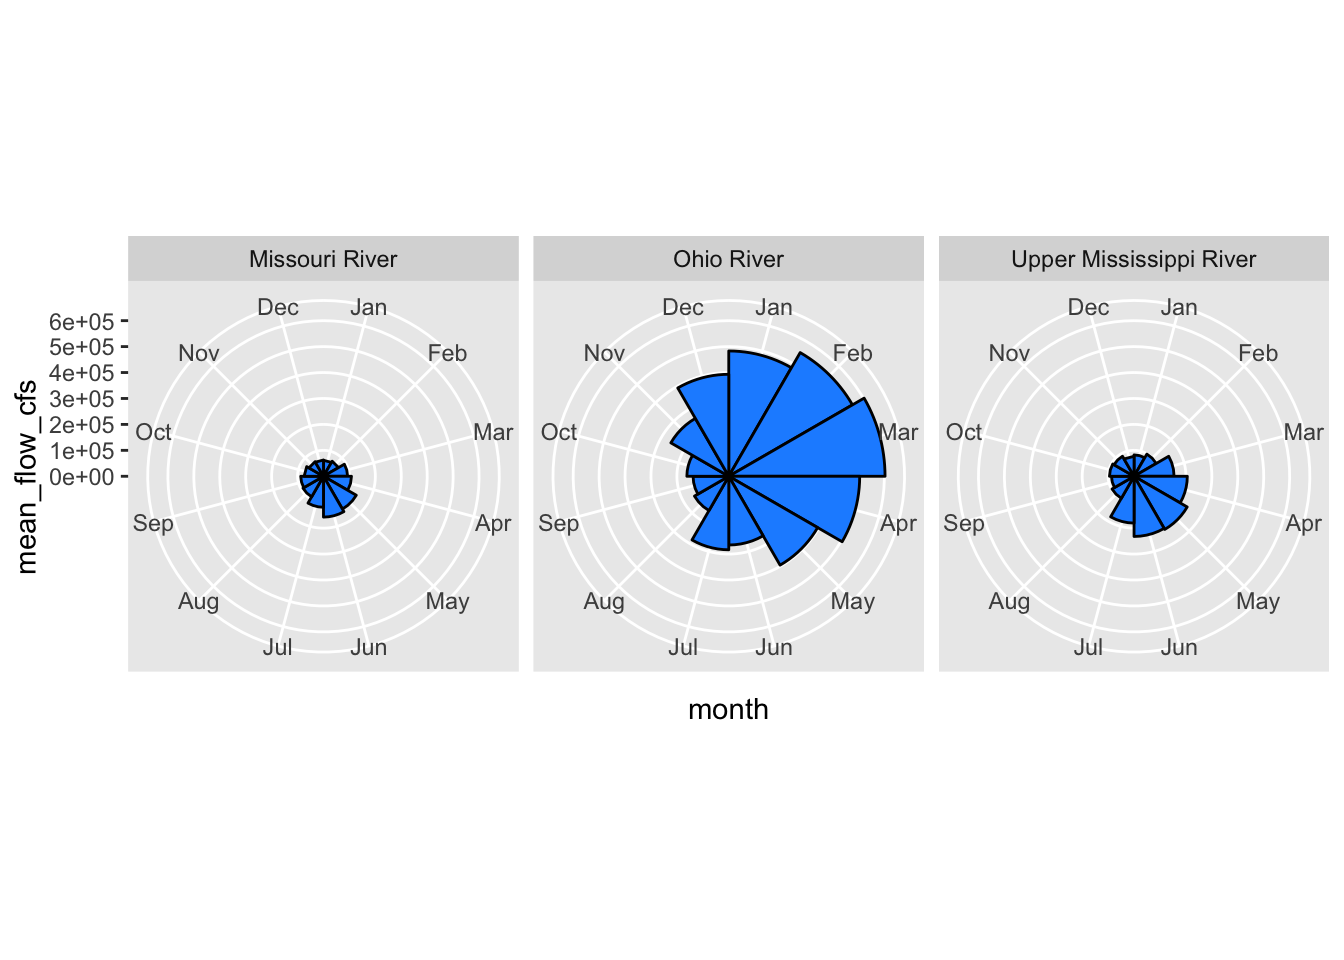 Missouri River
Ohio River
Upper Mississippi River
mean_flow_cfs
6e+05
5e+05
4e+05
3e+05
2e+05
1e+05
0e+00
Dec Jan
Nov Feb
Oct Mar
Sep Apr
Aug May
Jul Jun
Dec Jan
Nov Feb
Oct Mar
Sep Apr
Aug May
Jul Jun
Dec Jan
Nov Feb
Oct Mar
Sep Apr
Aug May
Jul Jun
month